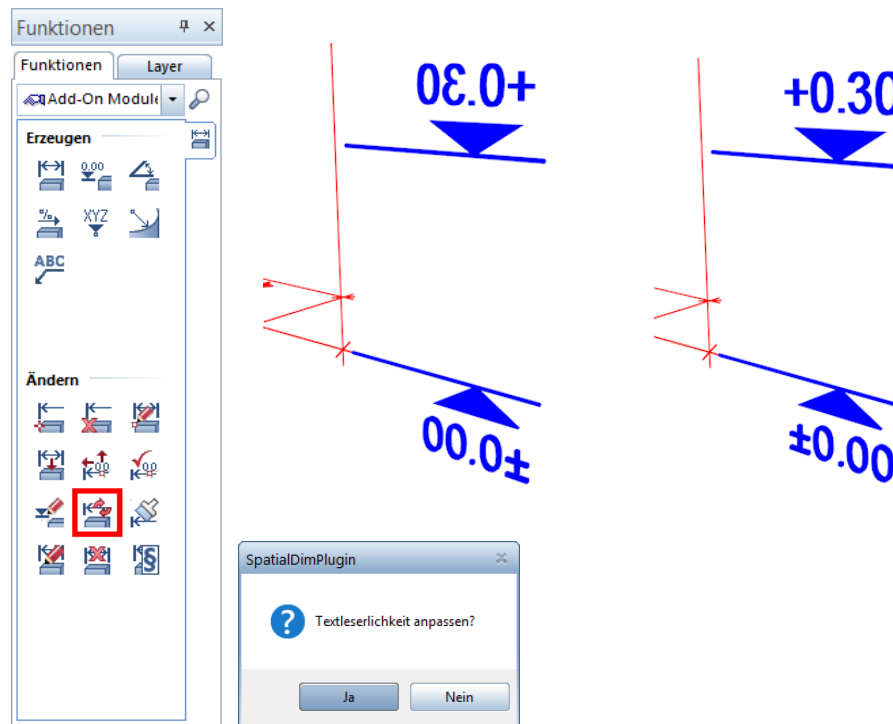 Funktionen
Funktionen
Layer
Add-On Module
Erzeugen
0.00
%
XYZ
ABC
Ändern
+0.30
±0.00
+0.30
±0.00
SpatialDimPlugin
Textleserlichkeit anpassen?
Ja
Nein